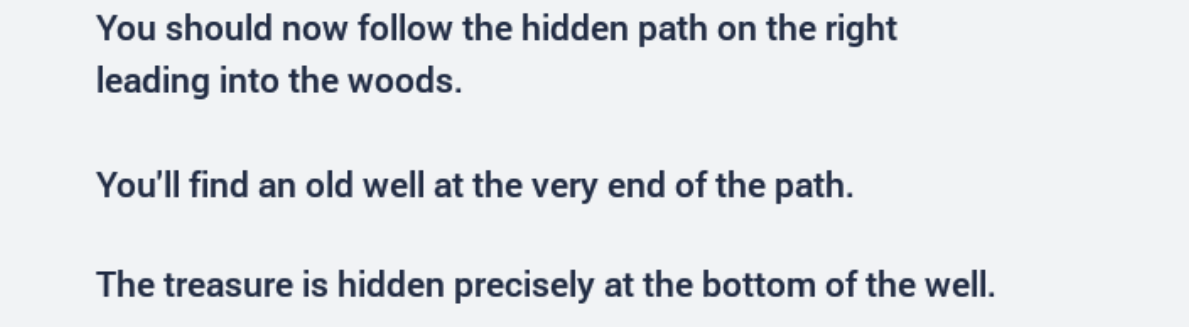 You should now follow the hidden path on the right
leading into the woods.
You'll find an old well at the very end of the path.
The treasure is hidden precisely at the bottom of the well.